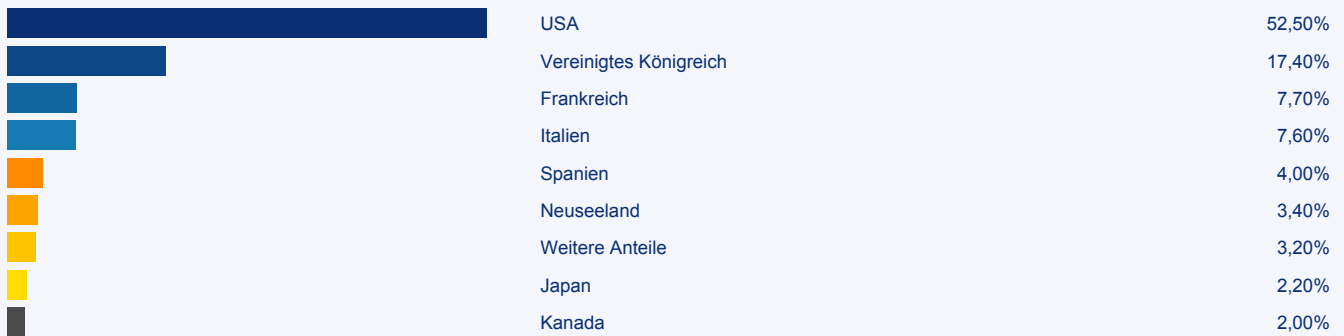 USA 52,50%
Vereinigtes Königreich 17,40%
Frankreich 7,70%
Italien 7,60%
Spanien 4,00%
Neuseeland 3,40%
Weitere Anteile 3,20%
Japan 2,20%
Kanada 2,00%